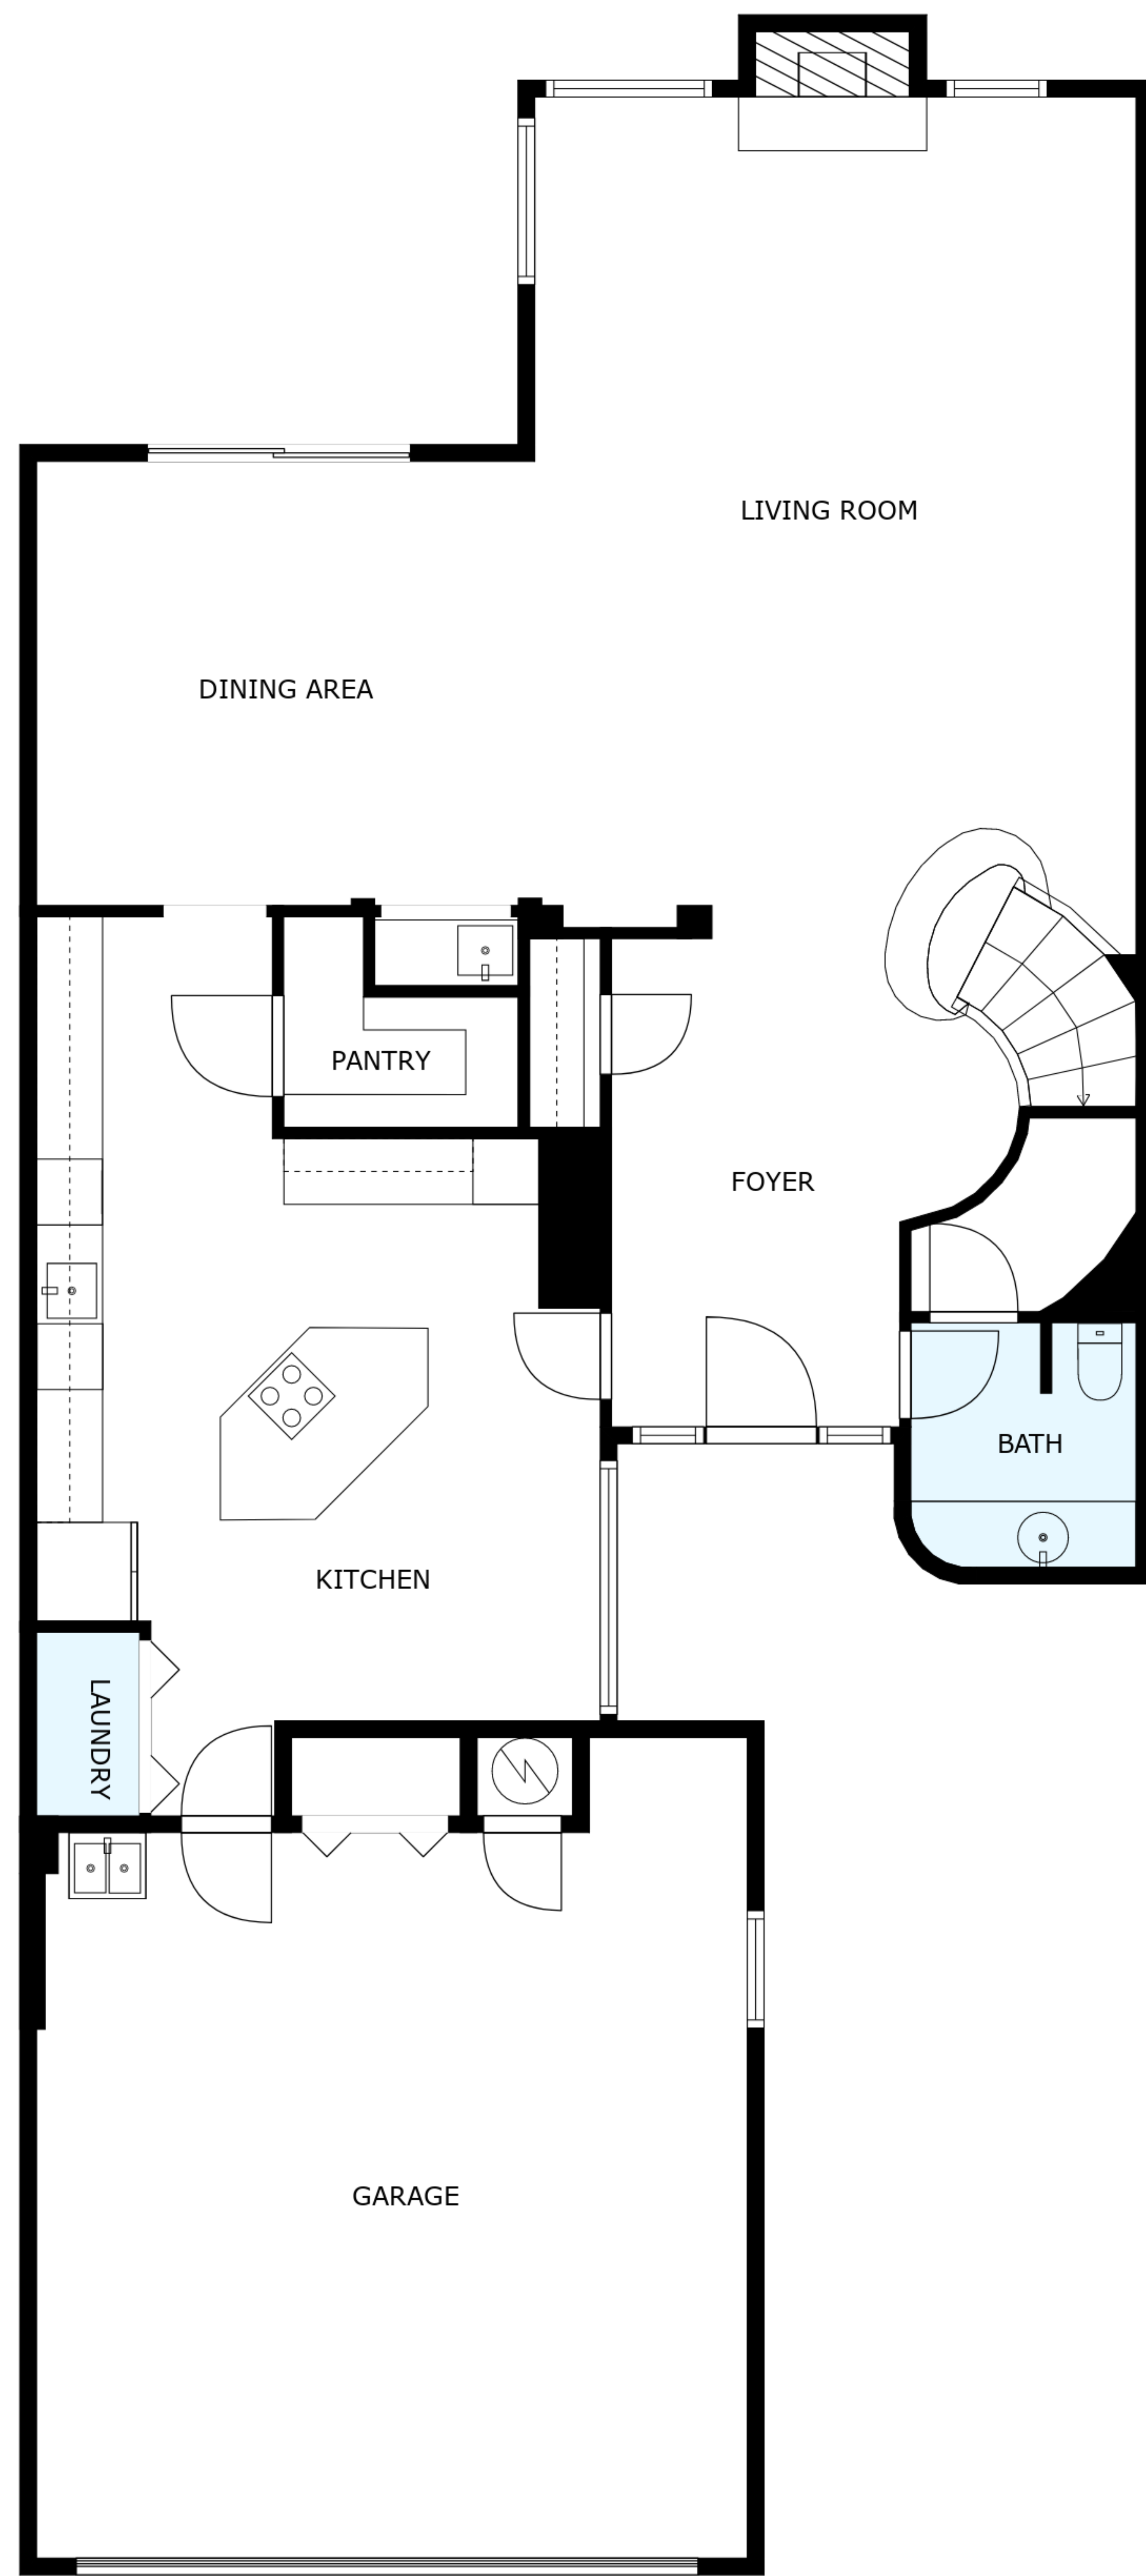 LIVING ROOM
DINING AREA
PANTRY
FOYER
BATH
KITCHEN
LAUNDRY
GARAGE